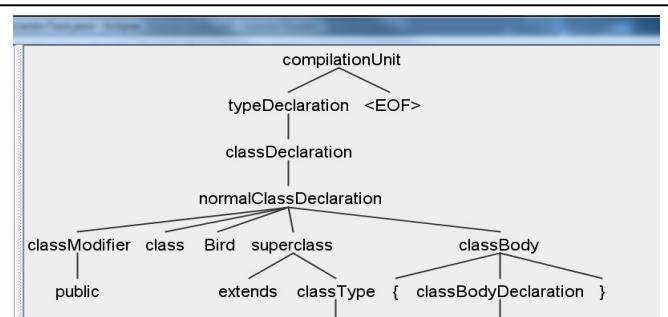 compilationUnit
typeDeclaration <EOF>
classDeclaration
normalClassDeclaration
classModifier class Bird superclass classBody
public extends classType { classBodyDeclaration }